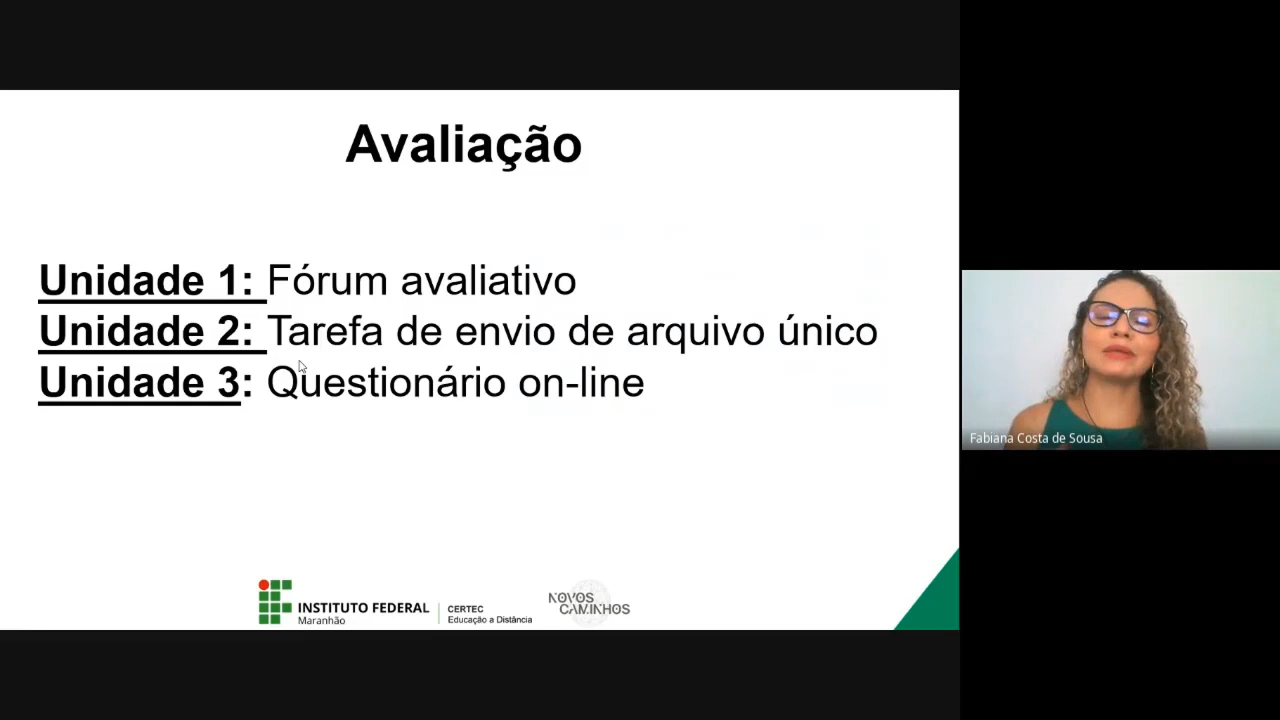 Avaliação
Unidade 1: Fórum avaliativo
Unidade 2: Tarefa de envio de arquivo único
Unidade 3: Questionário on-line
INSTITUTO FEDERAL
Maranhão
CERTEC
Educação a Distância
NOVOS
CAMINHOS
Fabiana Costa de Sousa